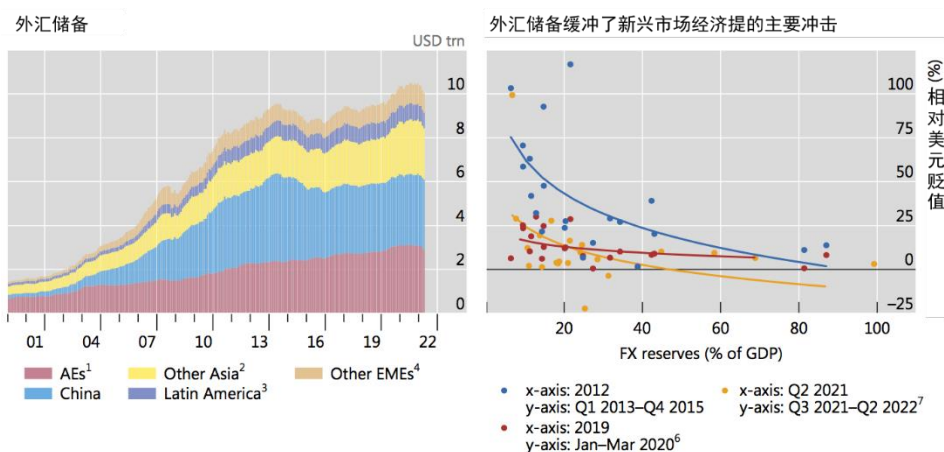 外汇储备
USD trn
10
8
6
4
2
0
01 04 07 10 13 16 19 22
AEs1 Other Asia2 Other EMEs4
China Latin America3
外汇储备缓冲了新兴市场经济提的主要冲击
100
75
50
25
0
−25
(%) 相对美元贬值
20 40 60 80 100
FX reserves (% of GDP)
x-axis: 2012 x-axis: Q2 2021
y-axis: Q1 2013–Q4 2015 y-axis: Q3 2021–Q2 20227
x-axis: 2019
y-axis: Jan–Mar 20206